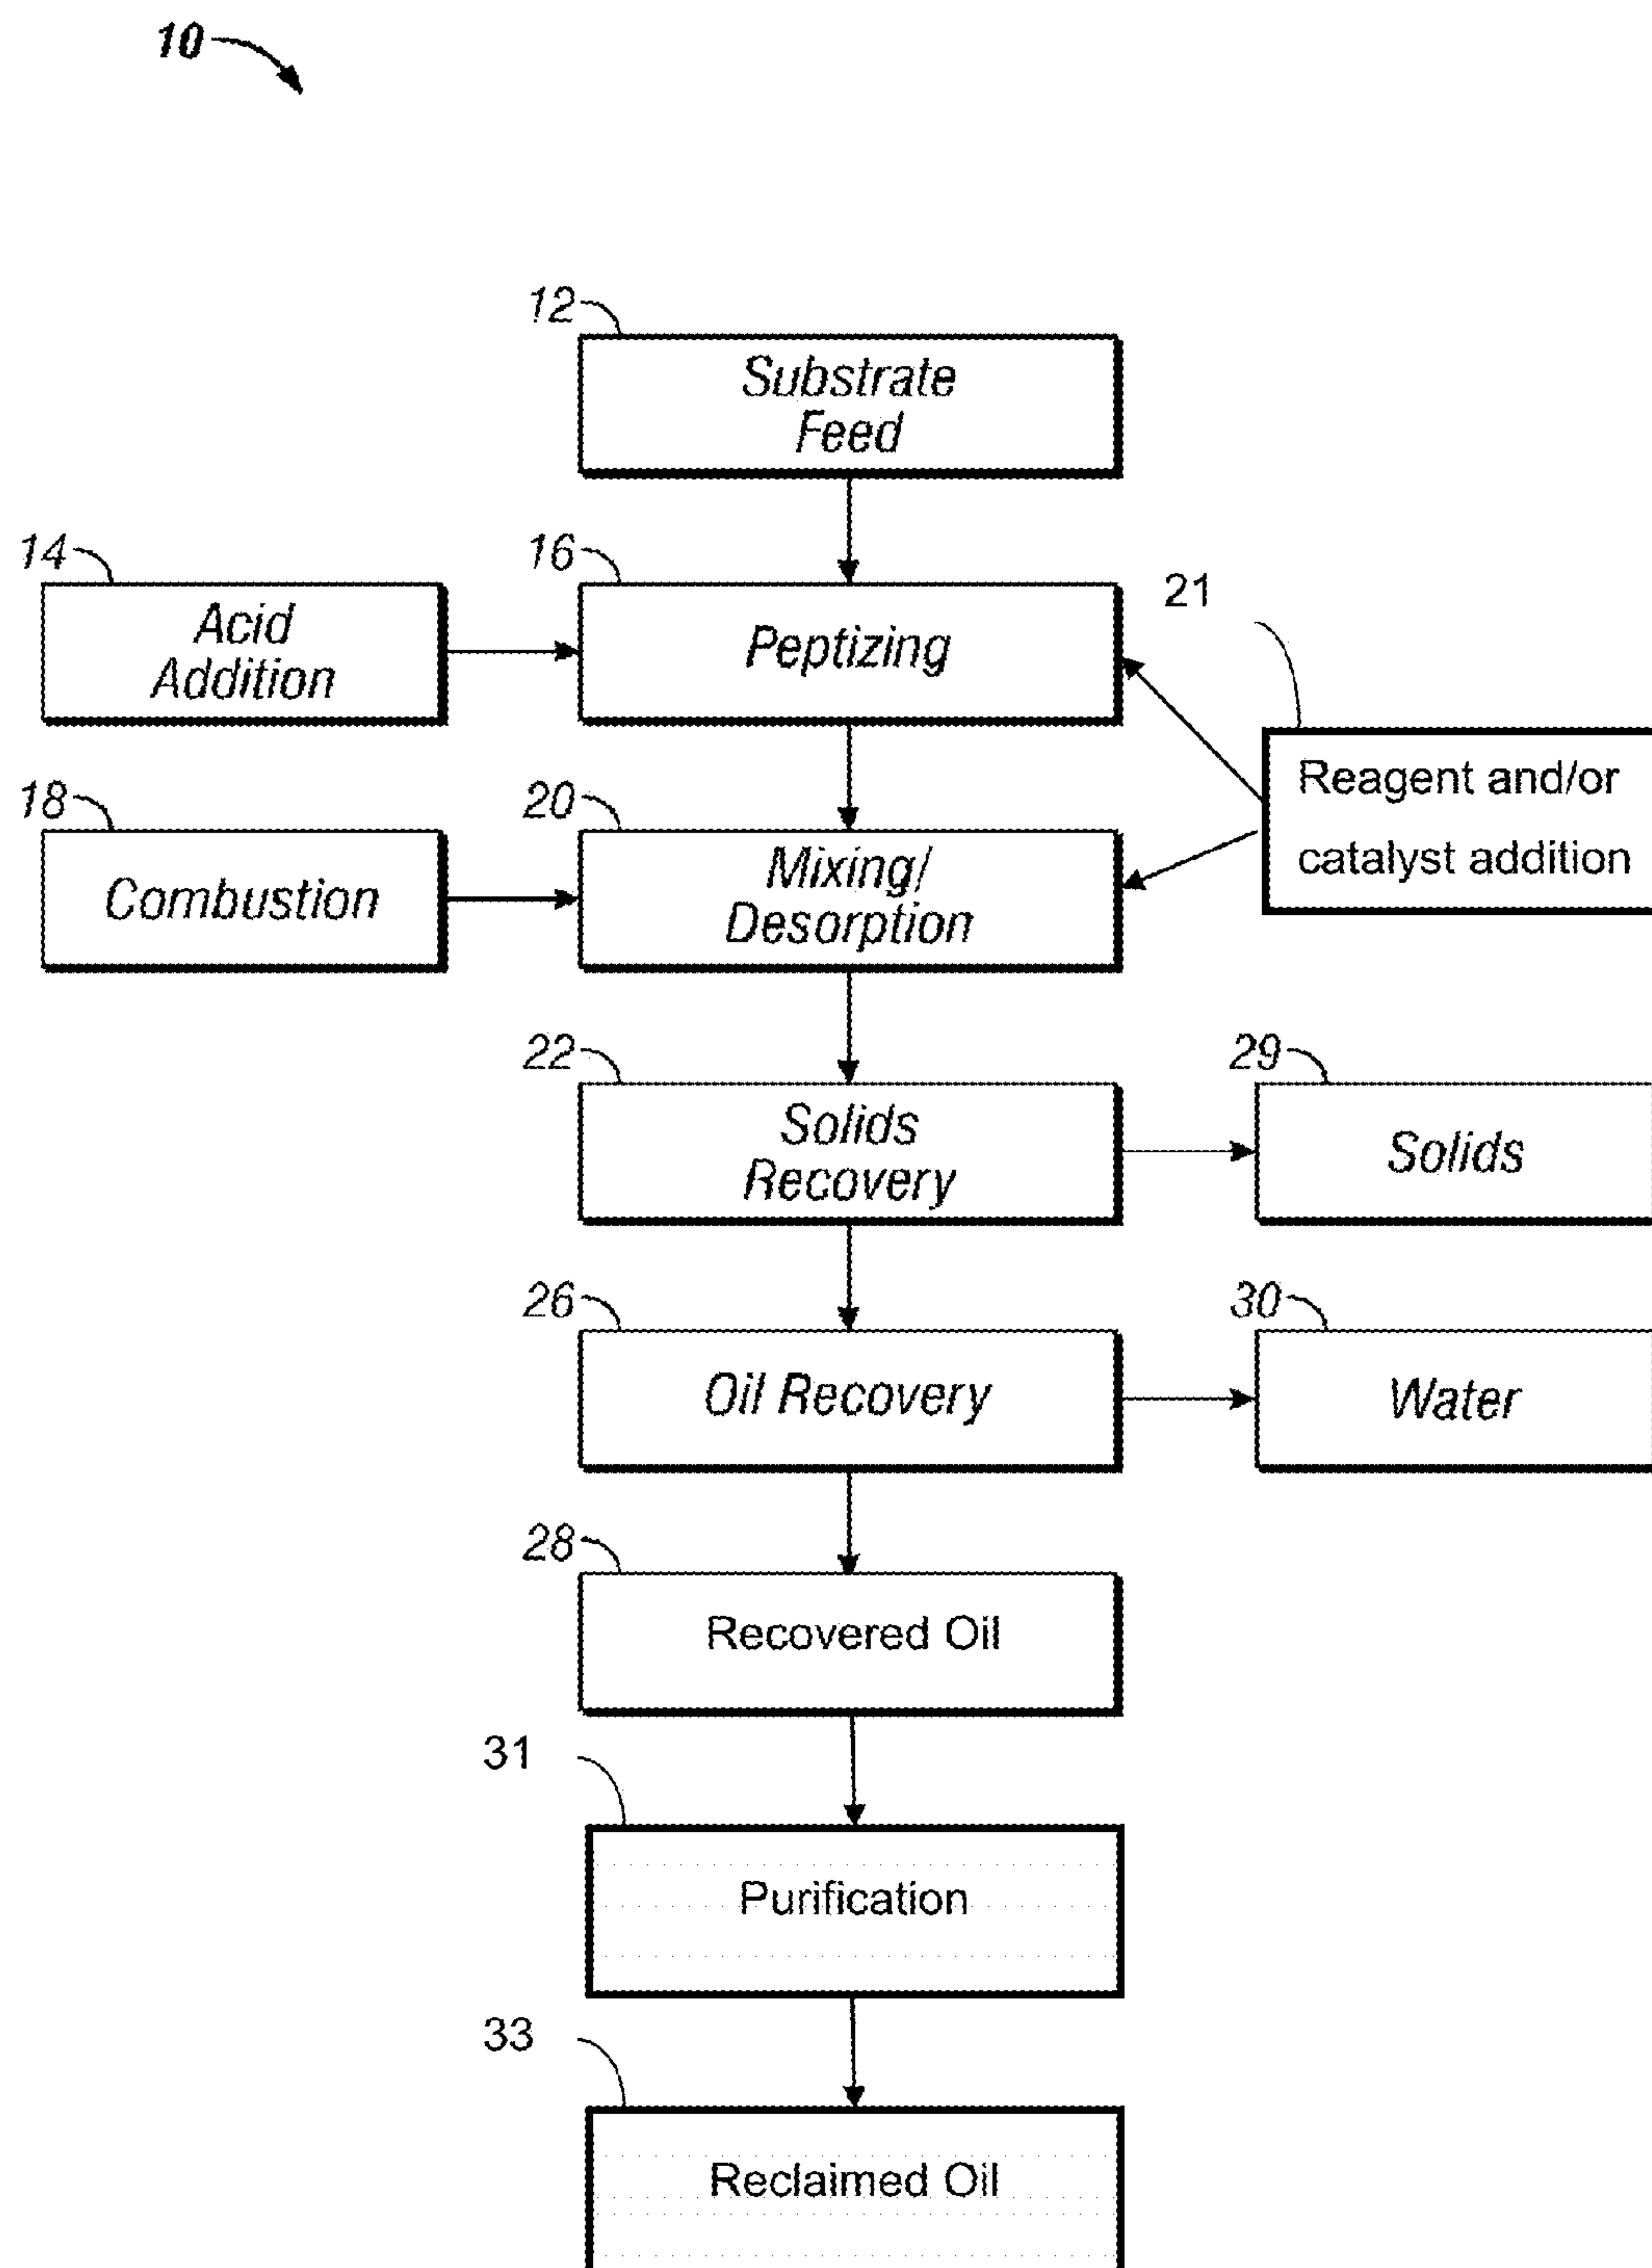 10
12
Substrate
Feed
14
Acid
Addition
16
Peptizing
21
Reagent and/or
catalyst addition
18
Combustion
20
Mixing/
Desorption
22
Solids
Recovery
29
Solids
26
Oil Recovery
30
Water
28
Recovered Oil
31
Purification
33
Reclaimed Oil